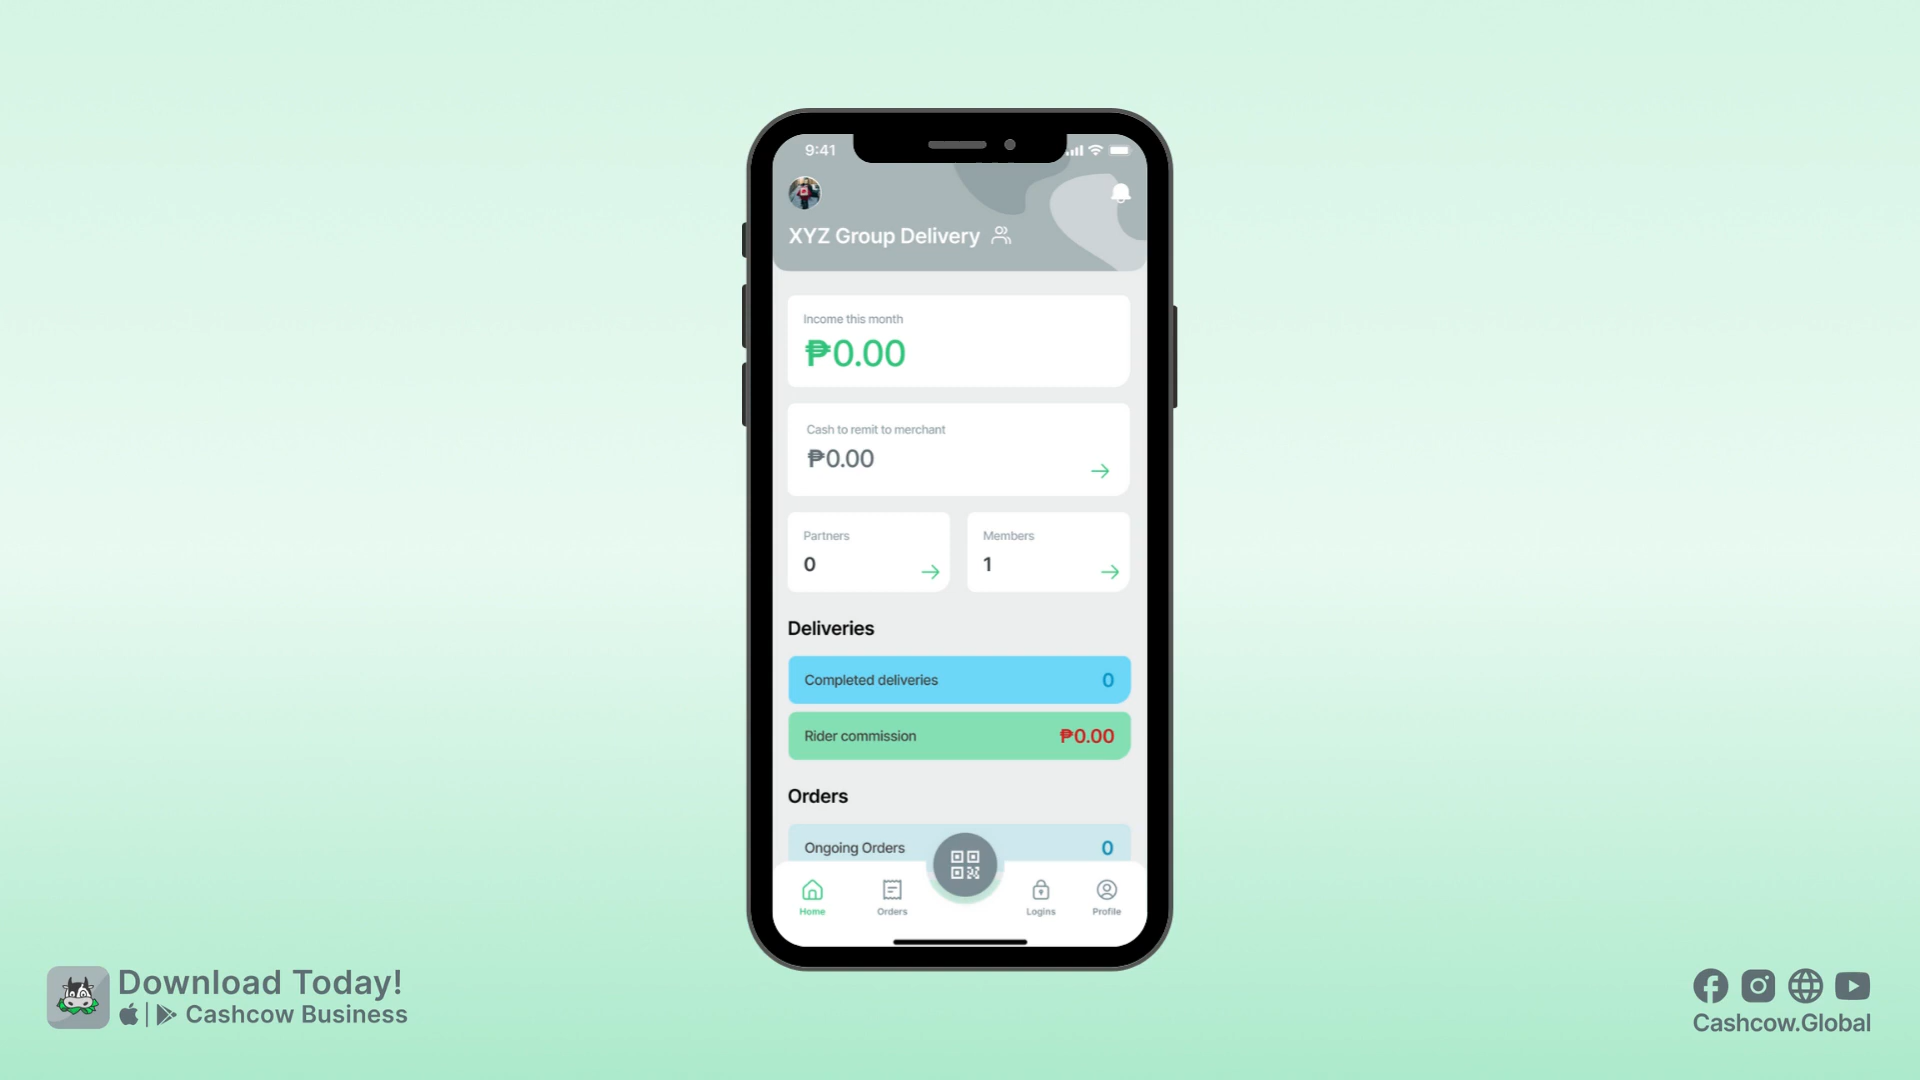 9:41
XYZ Group Delivery
Income this month
₱0.00
Cash to remit to merchant
₱0.00
Partners
0
Members
1
Deliveries
Completed deliveries 0
Rider commission ₱0.00
Orders
Ongoing Orders 0
Home Orders Logins Profile
Download Today!
Cashcow Business
Cashcow.Global